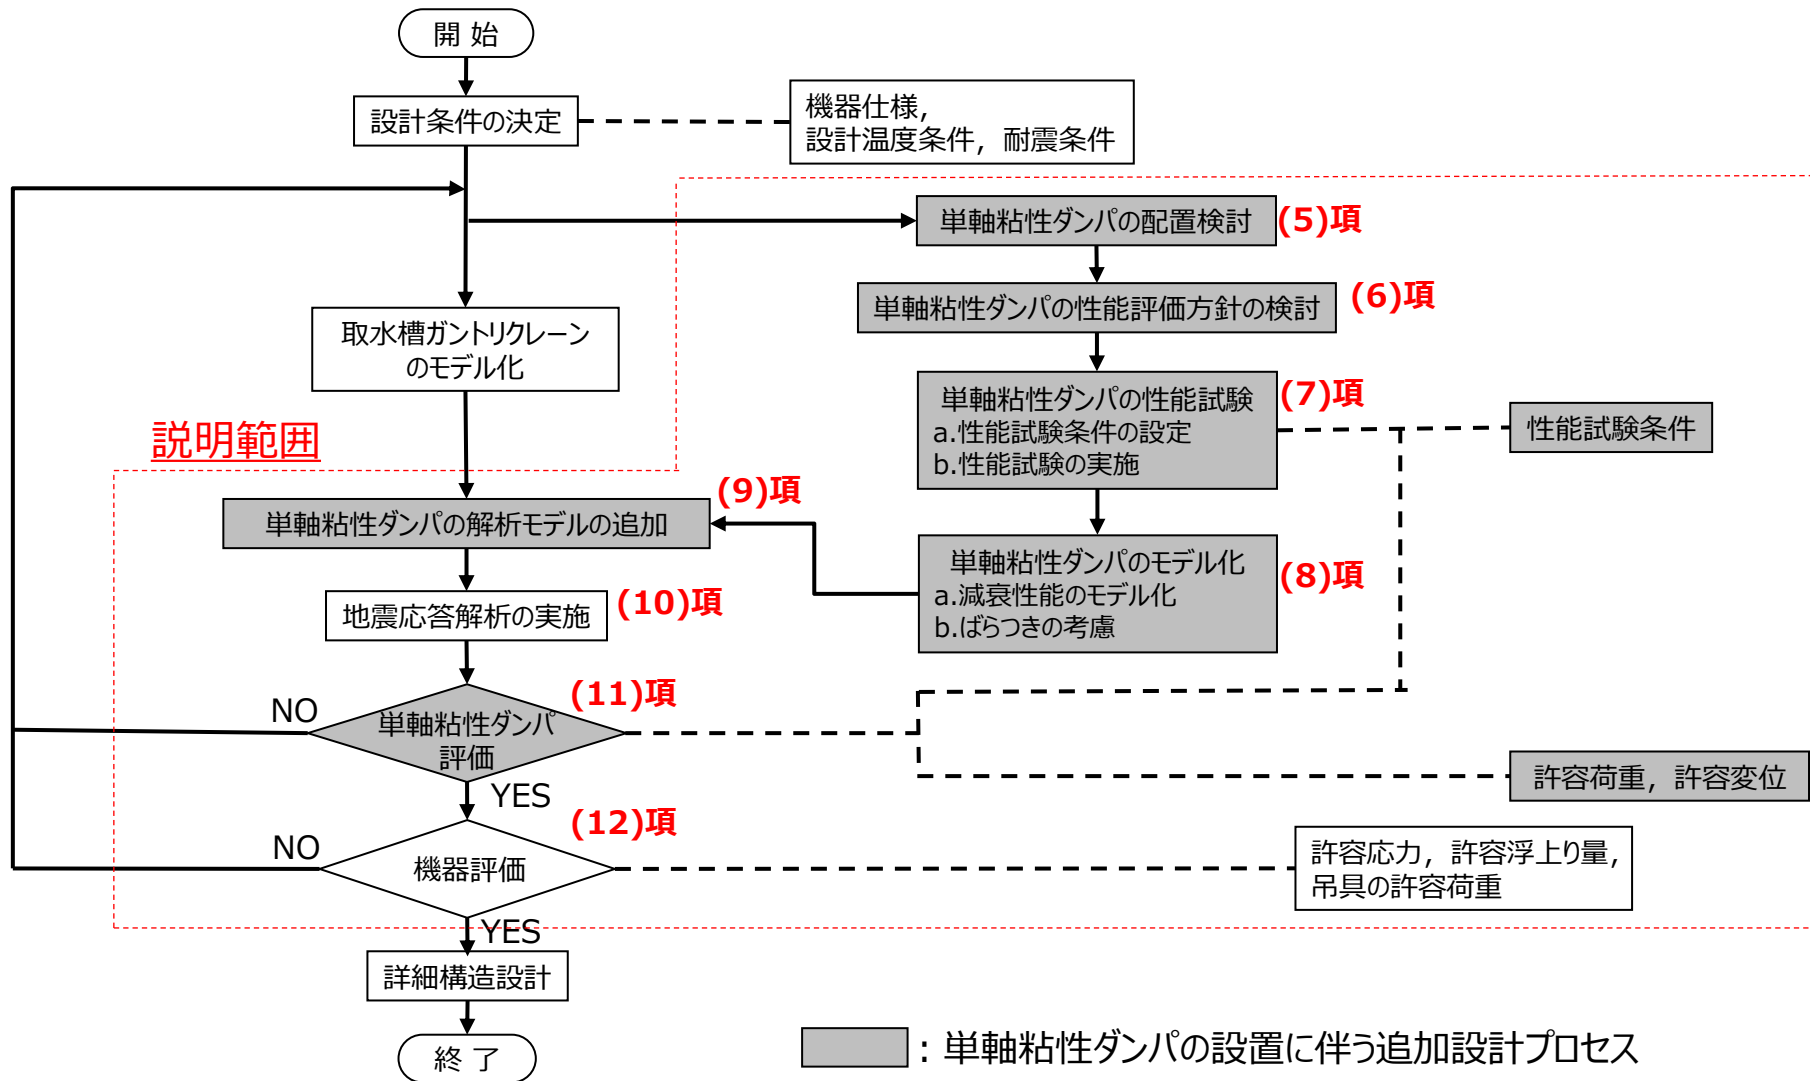 開 始
設計条件の決定
機器仕様,
設計温度条件, 耐震条件
単軸粘性ダンパの配置検討
(5)項
単軸粘性ダンパの性能評価方針の検討
(6)項
取水槽ガントリクレーン
のモデル化
単軸粘性ダンパの性能試験
a.性能試験条件の設定
b.性能試験の実施
(7)項
性能試験条件
説明範囲
単軸粘性ダンパの解析モデルの追加
(9)項
単軸粘性ダンパのモデル化
a.減衰性能のモデル化
b.ばらつきの考慮
(8)項
地震応答解析の実施
(10)項
単軸粘性ダンパ
評価
(11)項
NO
YES
許容荷重, 許容変位
機器評価
(12)項
NO
YES
許容応力, 許容浮上り量,
吊具の許容荷重
詳細構造設計
終 了
: 単軸粘性ダンパの設置に伴う追加設計プロセス